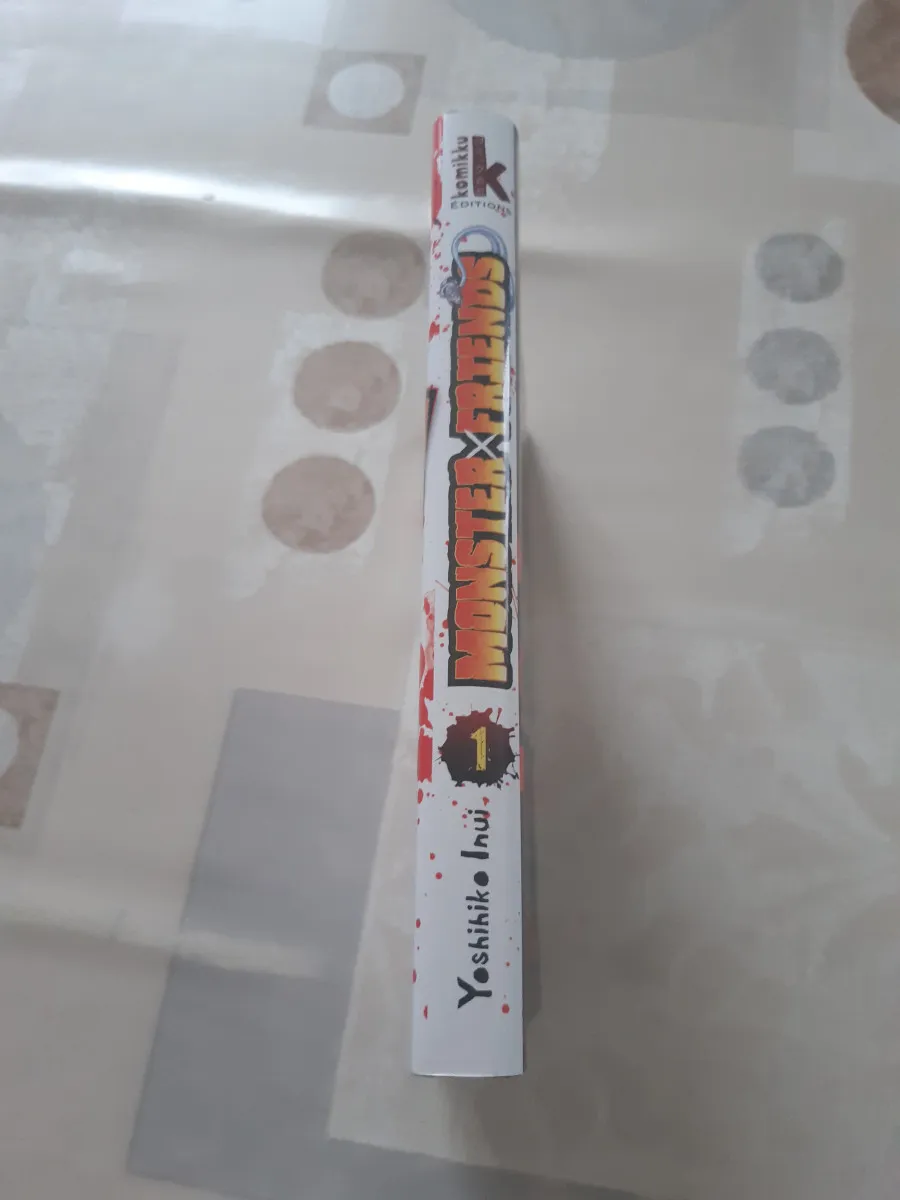 komikku
ÉDITIONS
MONSTER X FRIENDS
1
Yoshihiko Inui